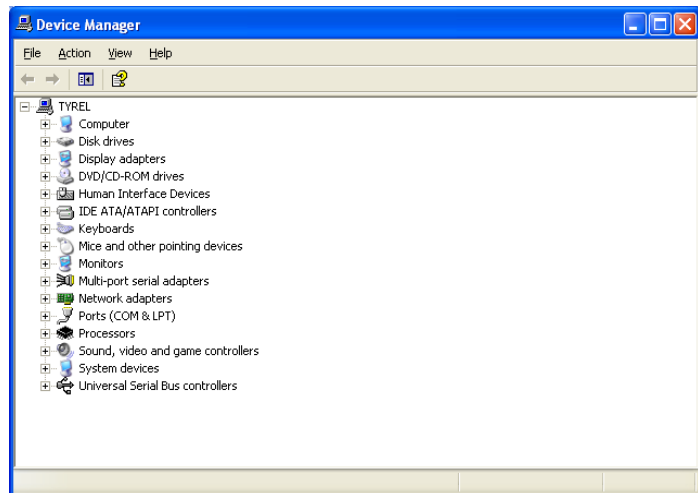 Device Manager
File Action View Help
TYREL
Computer
Disk drives
Display adapters
DVD/CD-ROM drives
Human Interface Devices
IDE ATA/ATAPI controllers
Keyboards
Mice and other pointing devices
Monitors
Multi-port serial adapters
Network adapters
Ports (COM & LPT)
Processors
Sound, video and game controllers
System devices
Universal Serial Bus controllers